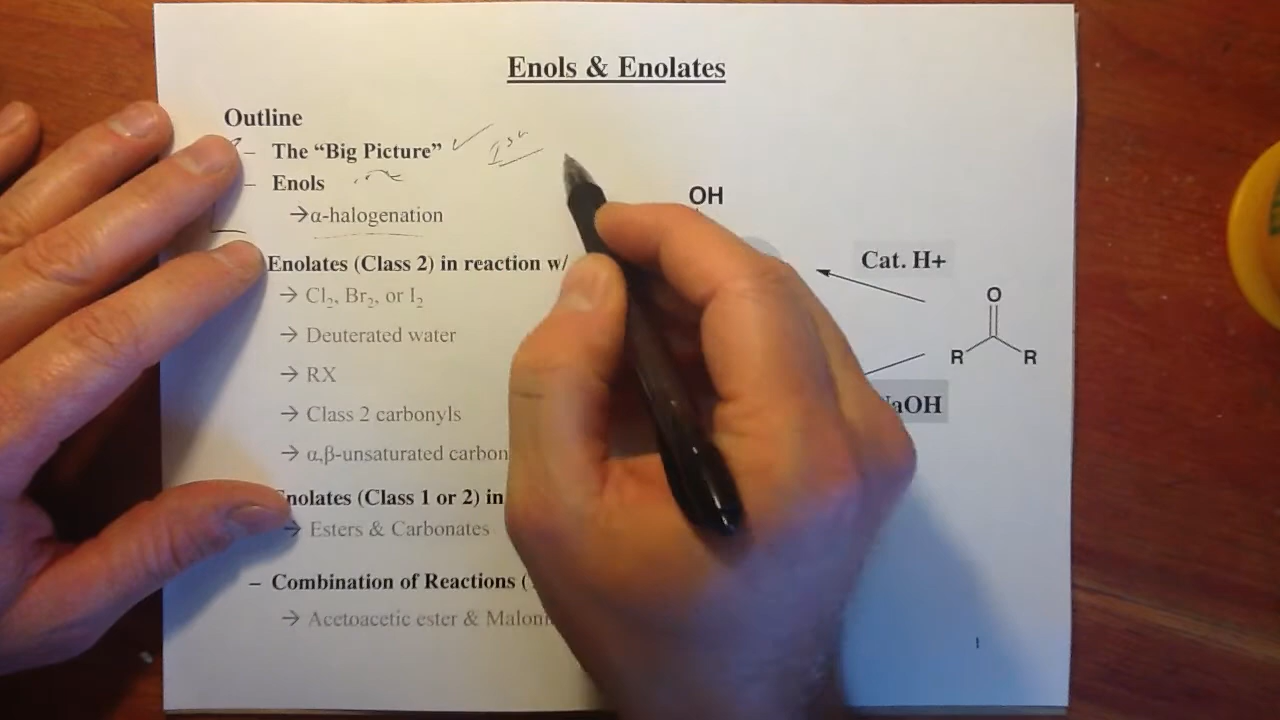 Enols & Enolates
Outline
– The “Big Picture” 1st
– Enols
→α-halogenation
Enolates (Class 2) in reaction w/
→ Cl₂, Br₂, or I₂
→ Deuterated water
→ RX
→ Class 2 carbonyls
→ α,β-unsaturated carbon
Enolates (Class 1 or 2) in
→ Esters & Carbonates
– Combination of Reactions (
→ Acetoacetic ester & Malon
OH
Cat. H+
O
R R
NaOH
1